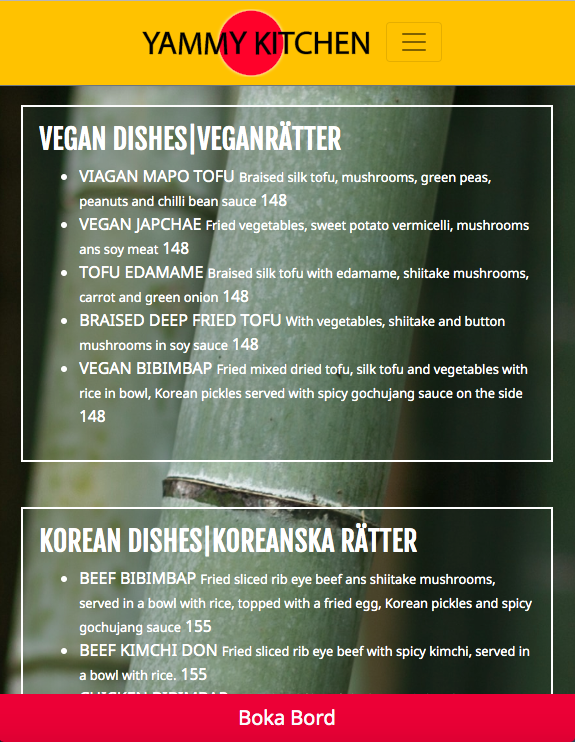 YAMMY KITCHEN
VEGAN DISHES|VEGANRÄTTER
VIAGAN MAPO TOFU Braised silk tofu, mushrooms, green peas,
peanuts and chilli bean sauce 148
VEGAN JAPCHAE Fried vegetables, sweet potato vermicelli, mushrooms
ans soy meat 148
TOFU EDAMAME Braised silk tofu with edamame, shiitake mushrooms,
carrot and green onion 148
BRAISED DEEP FRIED TOFU With vegetables, shiitake and button
mushrooms in soy sauce 148
VEGAN BIBIMBAP Fried mixed dried tofu, silk tofu and vegetables with
rice in bowl, Korean pickles served with spicy gochujang sauce on the side
148
KOREAN DISHES|KOREANSKA RÄTTER
BEEF BIBIMBAP Fried sliced rib eye beef ans shiitake mushrooms,
served in a bowl with rice, topped with a fried egg, Korean pickles and spicy
gochujang sauce 155
BEEF KIMCHI DON Fried sliced rib eye beef with spicy kimchi, served in
a bowl with rice. 155
Boka Bord